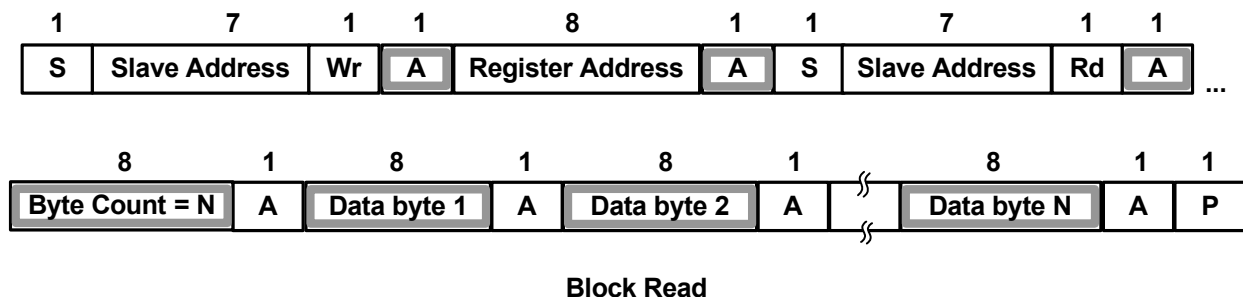 1 7 1 1 8 1 1 7 1 1
S Slave Address Wr A Register Address A S Slave Address Rd A ...
8 1 8 1 8 1 8 1 1
Byte Count = N A Data byte 1 A Data byte 2 A Data byte N A P
Block Read